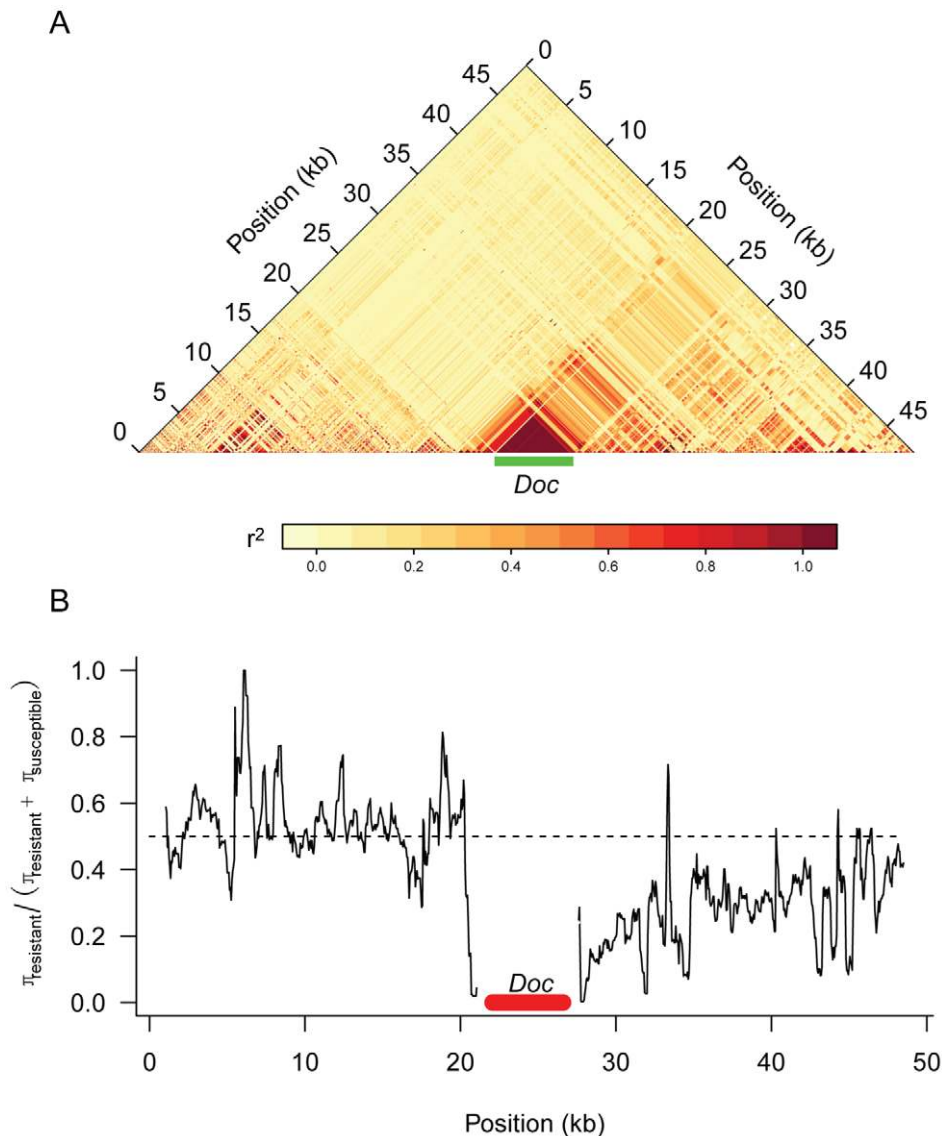 A
Position (kb)
0
5
10
15
20
25
30
35
40
45
Position (kb)
0
5
10
15
20
25
30
35
40
45
Doc
r²
0.0 0.2 0.4 0.6 0.8 1.0
B
π resistant / ( π resistant + π susceptible)
1.0
0.8
0.6
0.4
0.2
0.0
Doc
0 10 20 30 40 50
Position (kb)